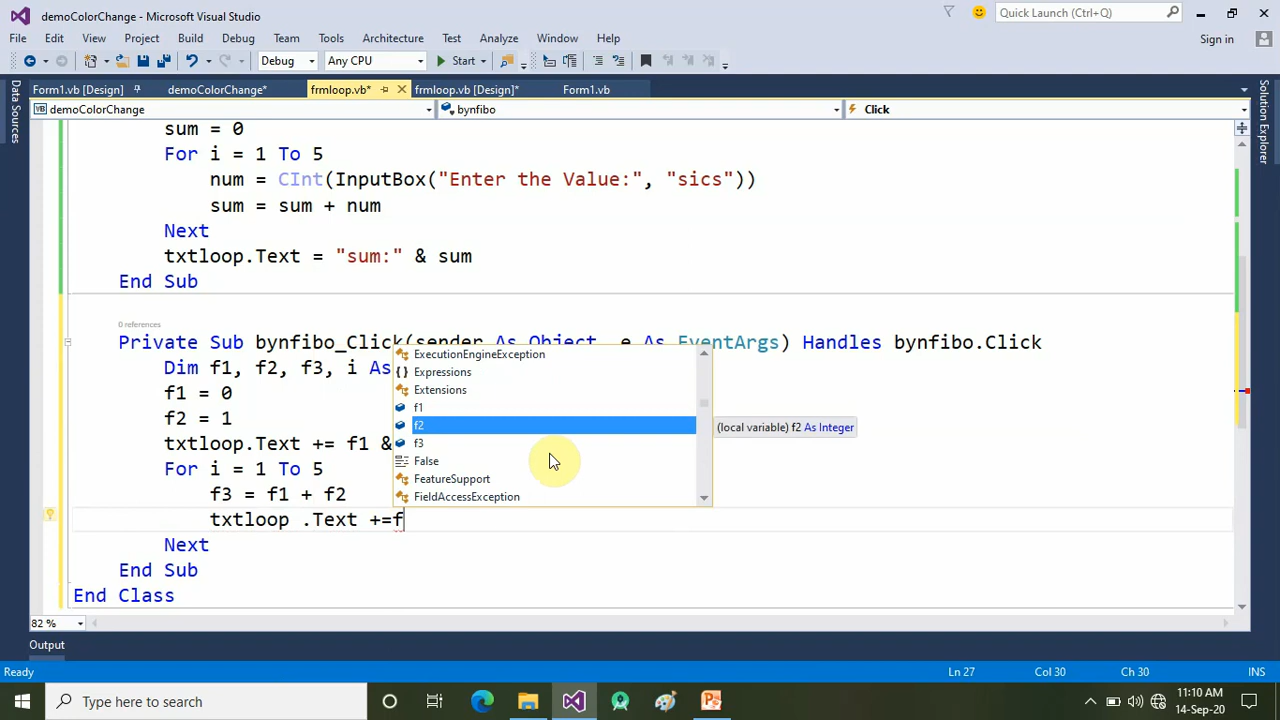 demoColorChange - Microsoft Visual Studio
Quick Launch (Ctrl+Q)
File Edit View Project Build Debug Team Tools Architecture Test Analyze Window Help
Sign in
Debug Any CPU Start
Form1.vb [Design] demoColorChange* frmloop.vb* frmloop.vb [Design]* Form1.vb
demoColorChange bynfibo Click
Data Sources
Solution Explorer
sum = 0
For i = 1 To 5
num = CInt(InputBox("Enter the Value:", "sics"))
sum = sum + num
Next
txtloop.Text = "sum:" & sum
End Sub
0 references
Private Sub bynfibo_Click(sender As Object, e As EventArgs) Handles bynfibo.Click
Dim f1, f2, f3, i As
f1 = 0
f2 = 1
txtloop.Text += f1 &
For i = 1 To 5
f3 = f1 + f2
txtloop .Text +=f
Next
End Sub
End Class
ExecutionEngineException
Expressions
Extensions
f1
f2
f3
False
FeatureSupport
FieldAccessException
(local variable) f2 As Integer
82 %
Output
Ready Ln 27 Col 30 Ch 30 INS
Type here to search
11:10 AM
14-Sep-20